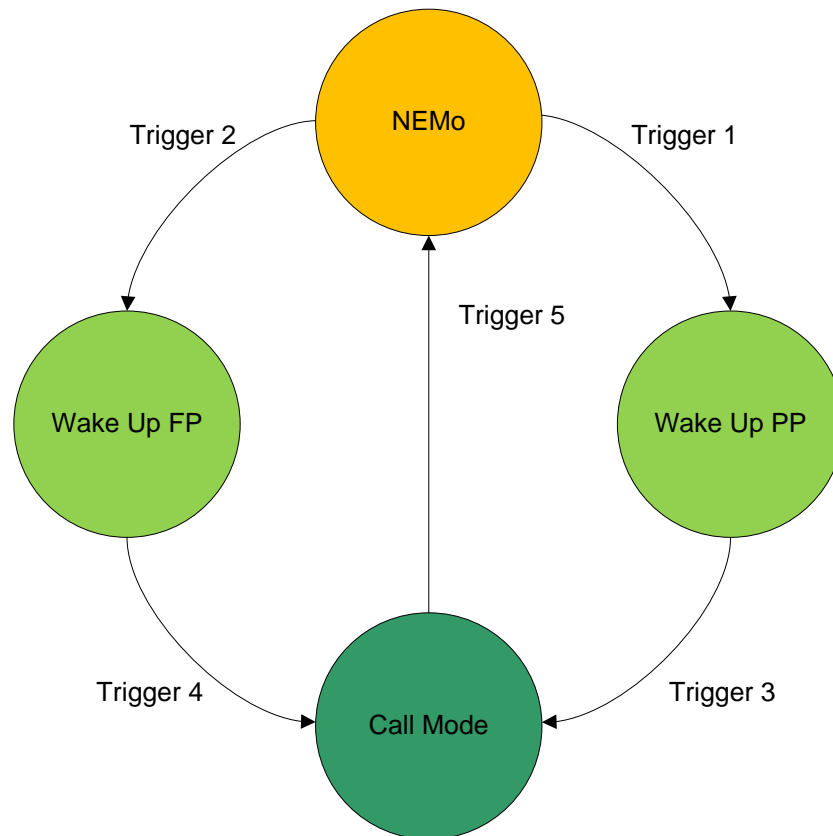 NEMo
Trigger 2
Trigger 1
Trigger 5
Wake Up FP
Wake Up PP
Trigger 4
Trigger 3
Call Mode